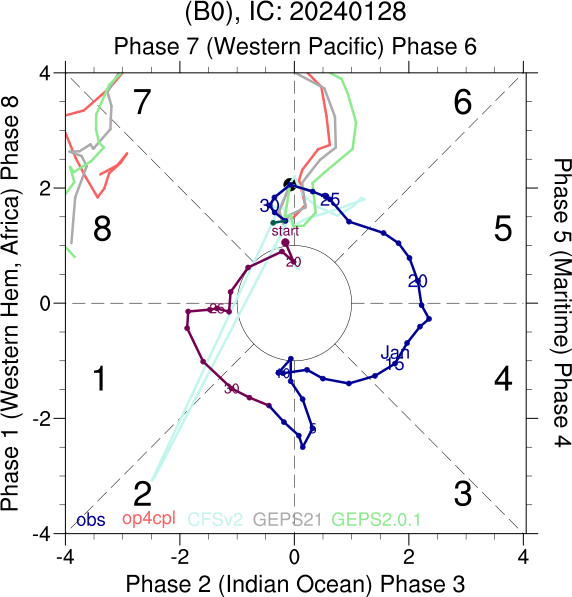 (B0), IC: 20240128
Phase 7 (Western Pacific) Phase 6
Phase 1 (Western Hem, Africa) Phase 8
Phase 5 (Maritime) Phase 4
4
2
0
-2
-4
7
6
8
5
1
4
2
3
30
25
start
20
20
25
Jan
15
10
30
5
obs op4cpl CFSv2 GEPS21 GEPS2.0.1
-4 -2 0 2 4
Phase 2 (Indian Ocean) Phase 3